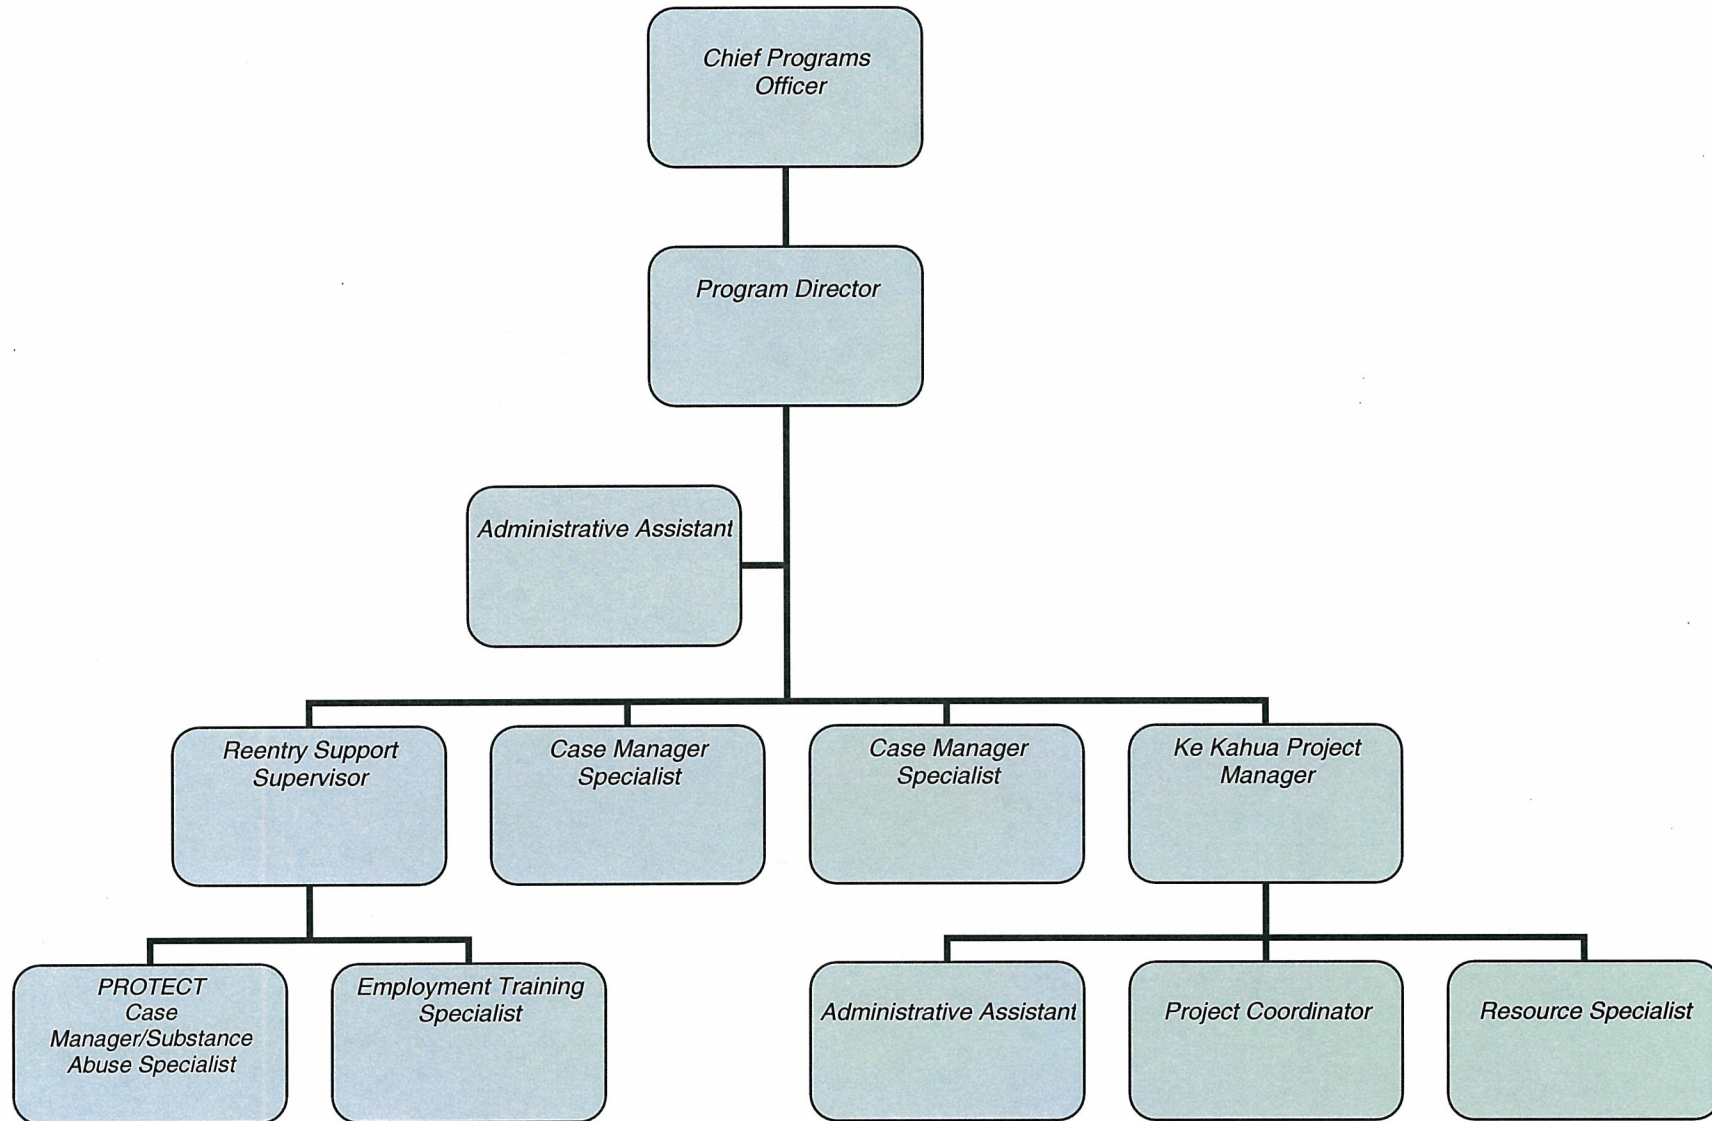 Chief Programs
Officer
Program Director
Administrative Assistant
Reentry Support
Supervisor
Case Manager
Specialist
Case Manager
Specialist
Ke Kahua Project
Manager
PROTECT
Case
Manager/Substance
Abuse Specialist
Employment Training
Specialist
Administrative Assistant
Project Coordinator
Resource Specialist